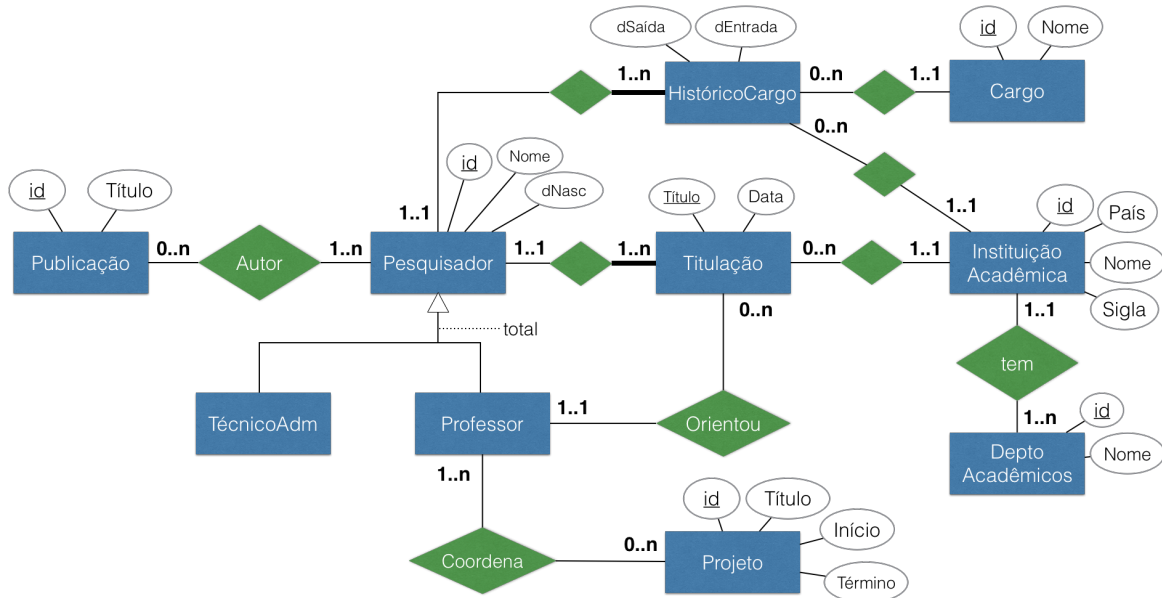 dSaída
dEntrada
id
Nome
1..n
0..n
1..1
HistóricoCargo
Cargo
0..n
id
Nome
dNasc
id
Título
Título
Data
id
País
1..1
1..1
0..n
1..n
1..1
1..n
0..n
1..1
Publicação
Autor
Pesquisador
Titulação
Instituição
Acadêmica
Nome
Sigla
0..n
1..1
total
tem
TécnicoAdm
Professor
1..1
Orientou
1..n
id
Depto
Acadêmicos
Nome
1..n
id
Título
Início
0..n
Coordena
Projeto
Término